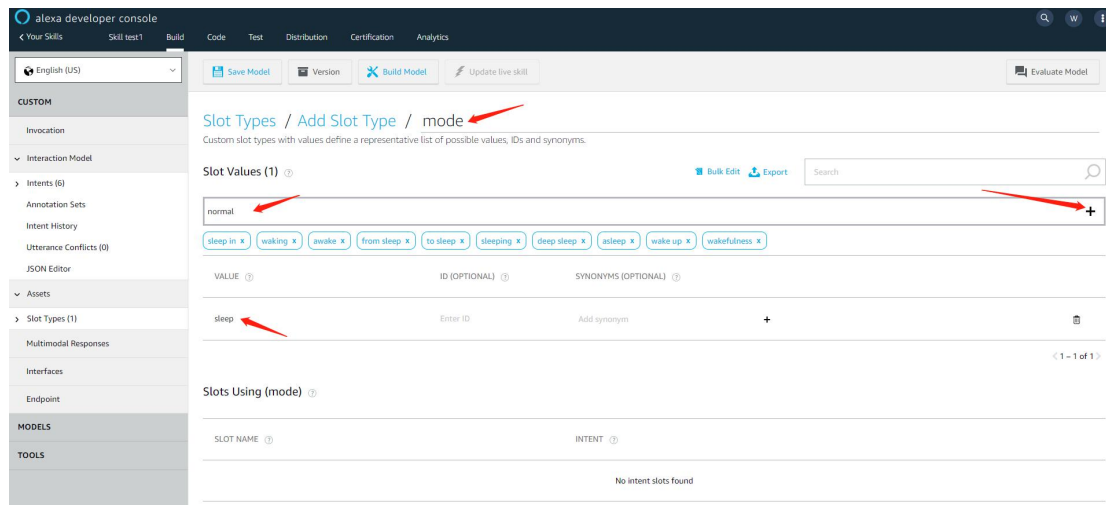 alexa developer console
W
< Your Skills Skill test1 Build Code Test Distribution Certification Analytics
English (US)
Save Model Version Build Model Update live skill Evaluate Model
CUSTOM
Invocation
Interaction Model
Intents (6)
Annotation Sets
Intent History
Utterance Conflicts (0)
JSON Editor
Assets
Slot Types (1)
Multimodal Responses
Interfaces
Endpoint
MODELS
TOOLS
Slot Types / Add Slot Type / mode
Custom slot types with values define a representative list of possible values, IDs and synonyms.
Slot Values (1) ? Bulk Edit Export Search
normal +
sleep in x waking x awake x from sleep x to sleep x sleeping x deep sleep x asleep x wake up x wakefulness x
VALUE ? ID (OPTIONAL) ? SYNONYMS (OPTIONAL) ?
sleep Enter ID Add synonym +
< 1 – 1 of 1 >
Slots Using (mode) ?
SLOT NAME ? INTENT ?
No intent slots found